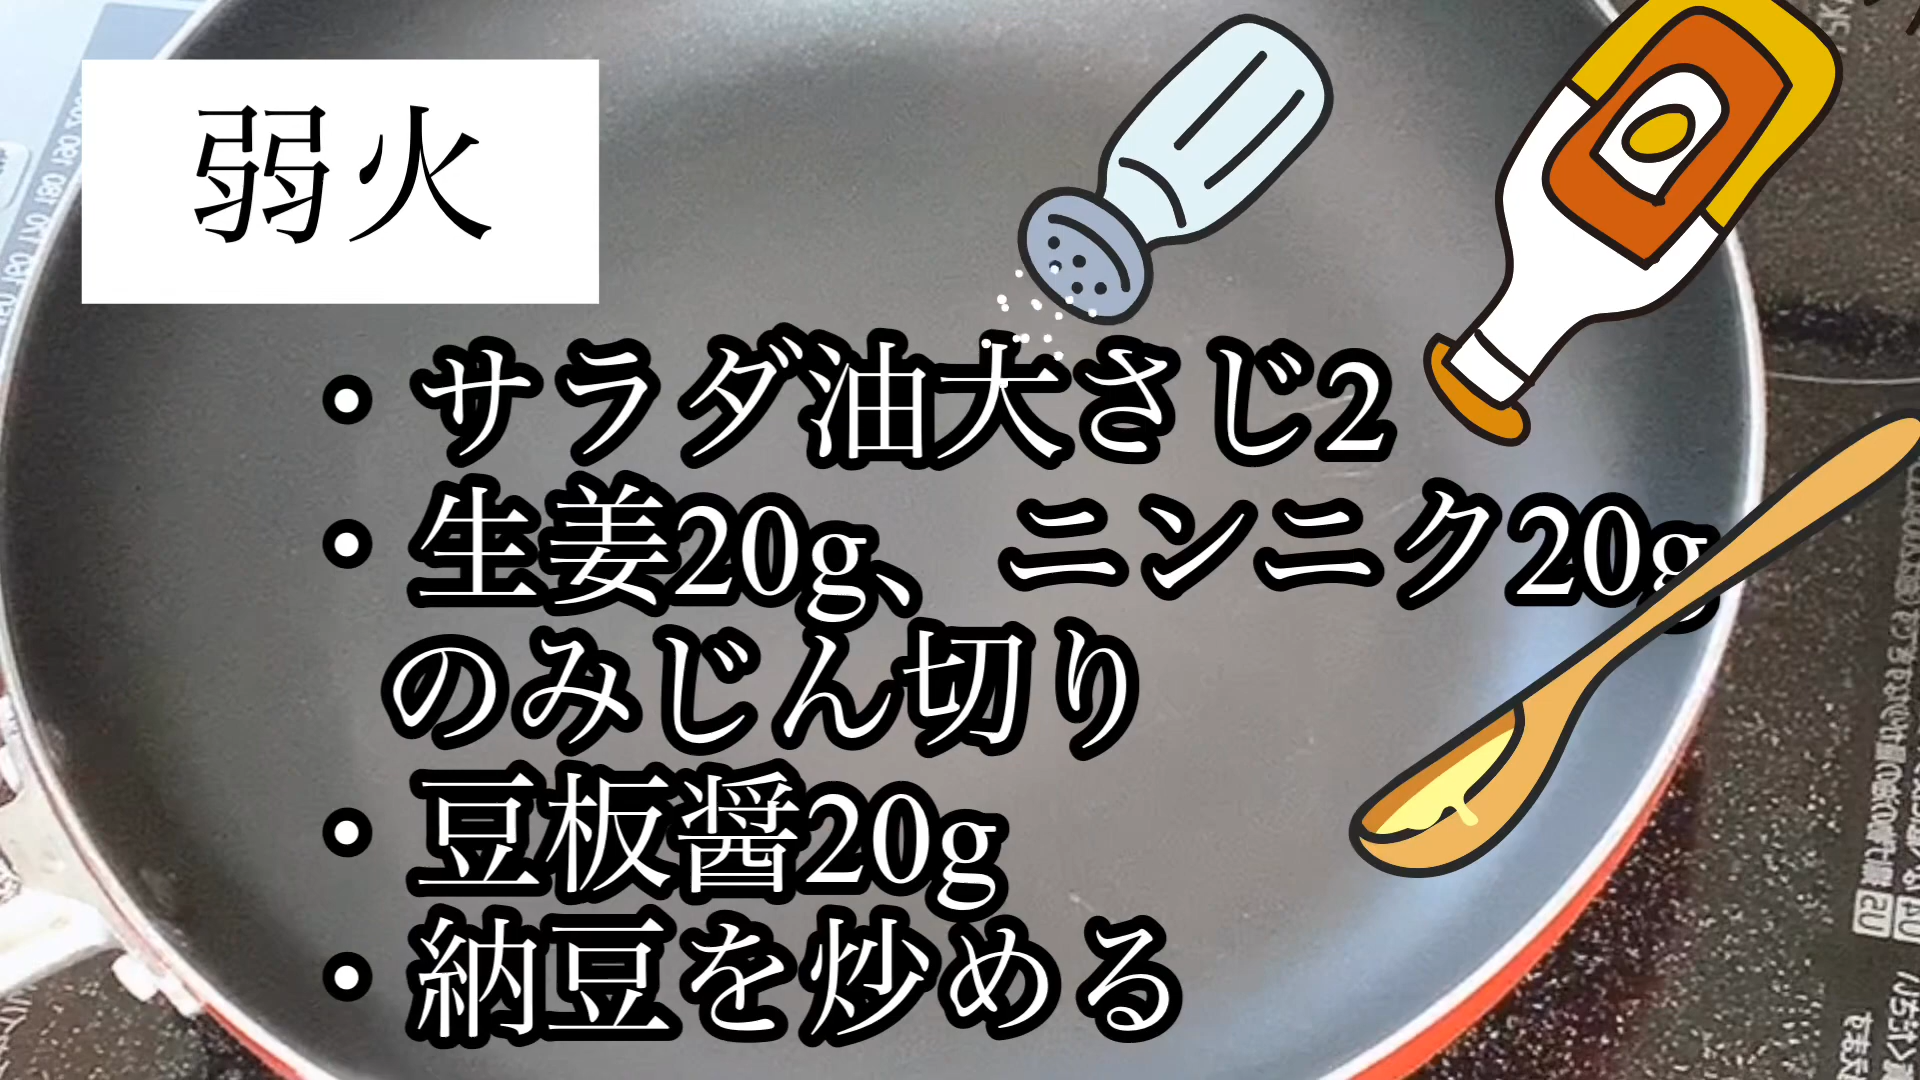 弱火
・サラダ油大さじ2
・生姜20g、ニンニク20g
のみじん切り
・豆板醤20g
・納豆を炒める